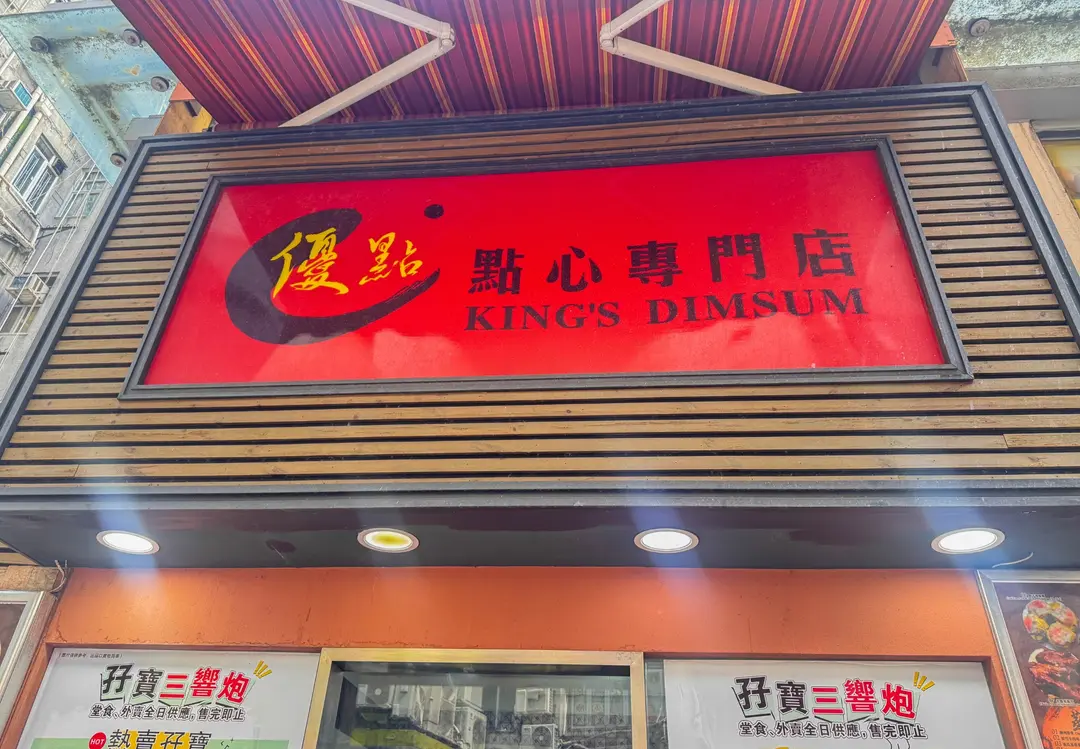 優點
點心專門店
KING'S DIMSUM
孖寶三響炮
堂食、外賣全日供應，售完即止
HOT 熱賣孖寶
孖寶三響炮
堂食、外賣全日供應，售完即止